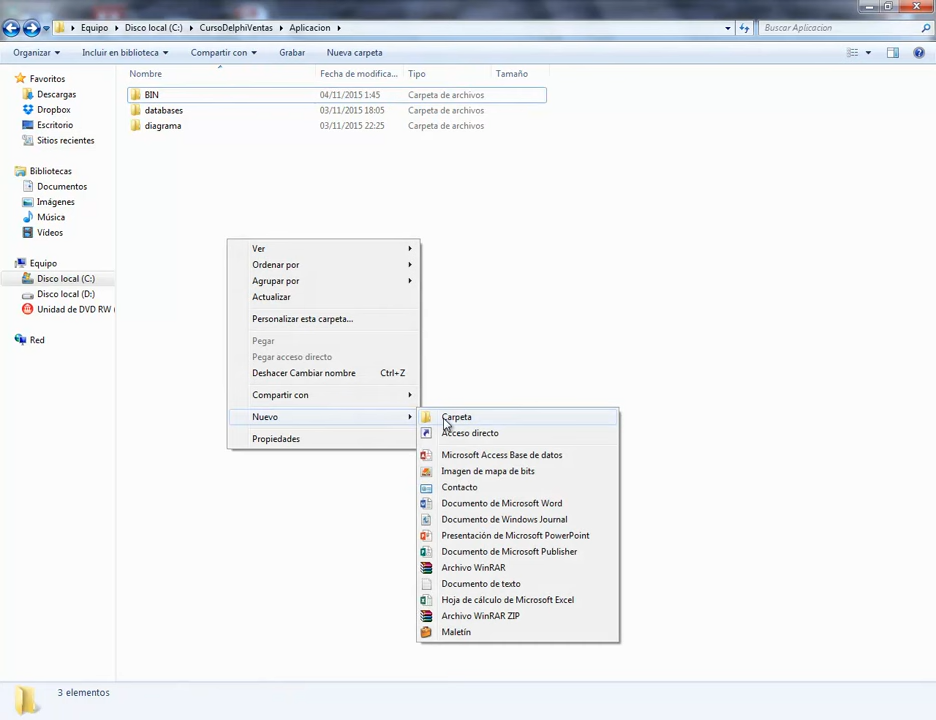 Equipo ▸ Disco local (C:) ▸ CursoDelphiVentas ▸ Aplicacion ▸
Buscar Aplicacion
Organizar Incluir en biblioteca Compartir con Grabar Nueva carpeta
Nombre Fecha de modifica... Tipo Tamaño
BIN 04/11/2015 1:45 Carpeta de archivos
databases 03/11/2015 18:05 Carpeta de archivos
diagrama 03/11/2015 22:25 Carpeta de archivos
Favoritos
Descargas
Dropbox
Escritorio
Sitios recientes
Bibliotecas
Documentos
Imágenes
Música
Vídeos
Equipo
Disco local (C:)
Disco local (D:)
Unidad de DVD RW (
Red
Ver
Ordenar por
Agrupar por
Actualizar
Personalizar esta carpeta...
Pegar
Pegar acceso directo
Deshacer Cambiar nombre Ctrl+Z
Compartir con
Nuevo
Propiedades
Carpeta
Acceso directo
Microsoft Access Base de datos
Imagen de mapa de bits
Contacto
Documento de Microsoft Word
Documento de Windows Journal
Presentación de Microsoft PowerPoint
Documento de Microsoft Publisher
Archivo WinRAR
Documento de texto
Hoja de cálculo de Microsoft Excel
Archivo WinRAR ZIP
Maletín
3 elementos